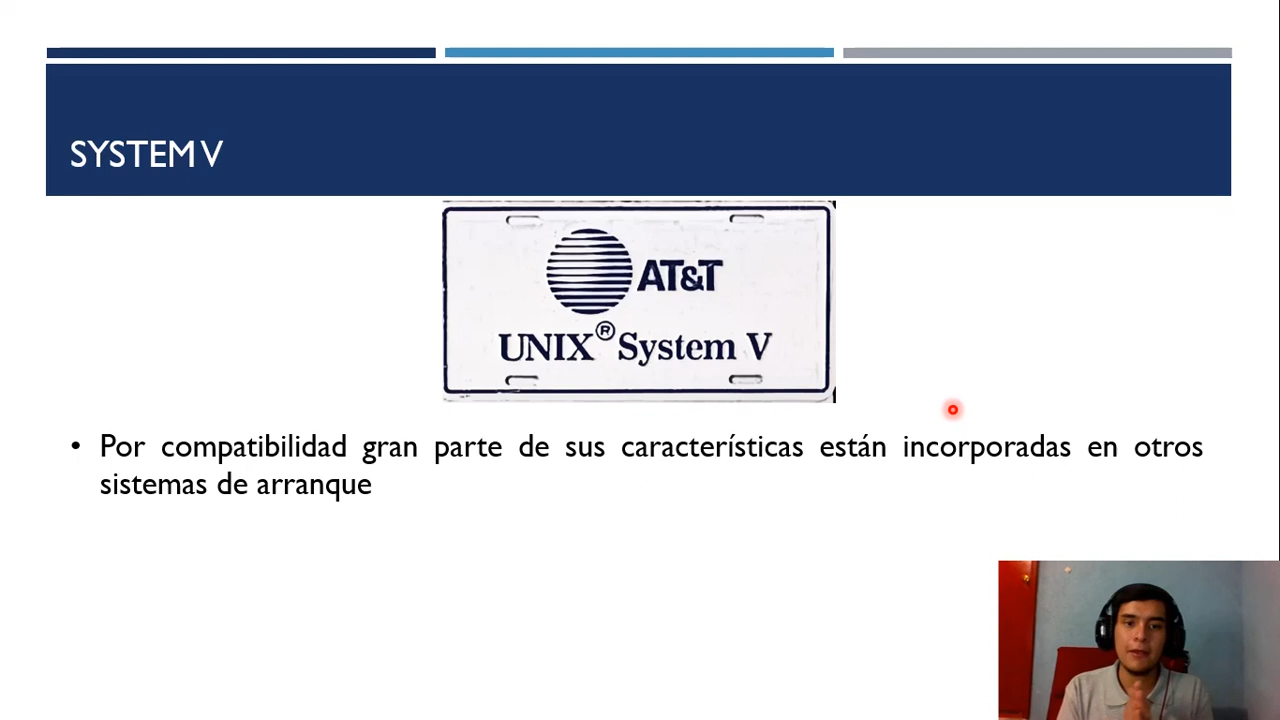 SYSTEM V
AT&T
UNIX® System V
• Por compatibilidad gran parte de sus características están incorporadas en otros
sistemas de arranque